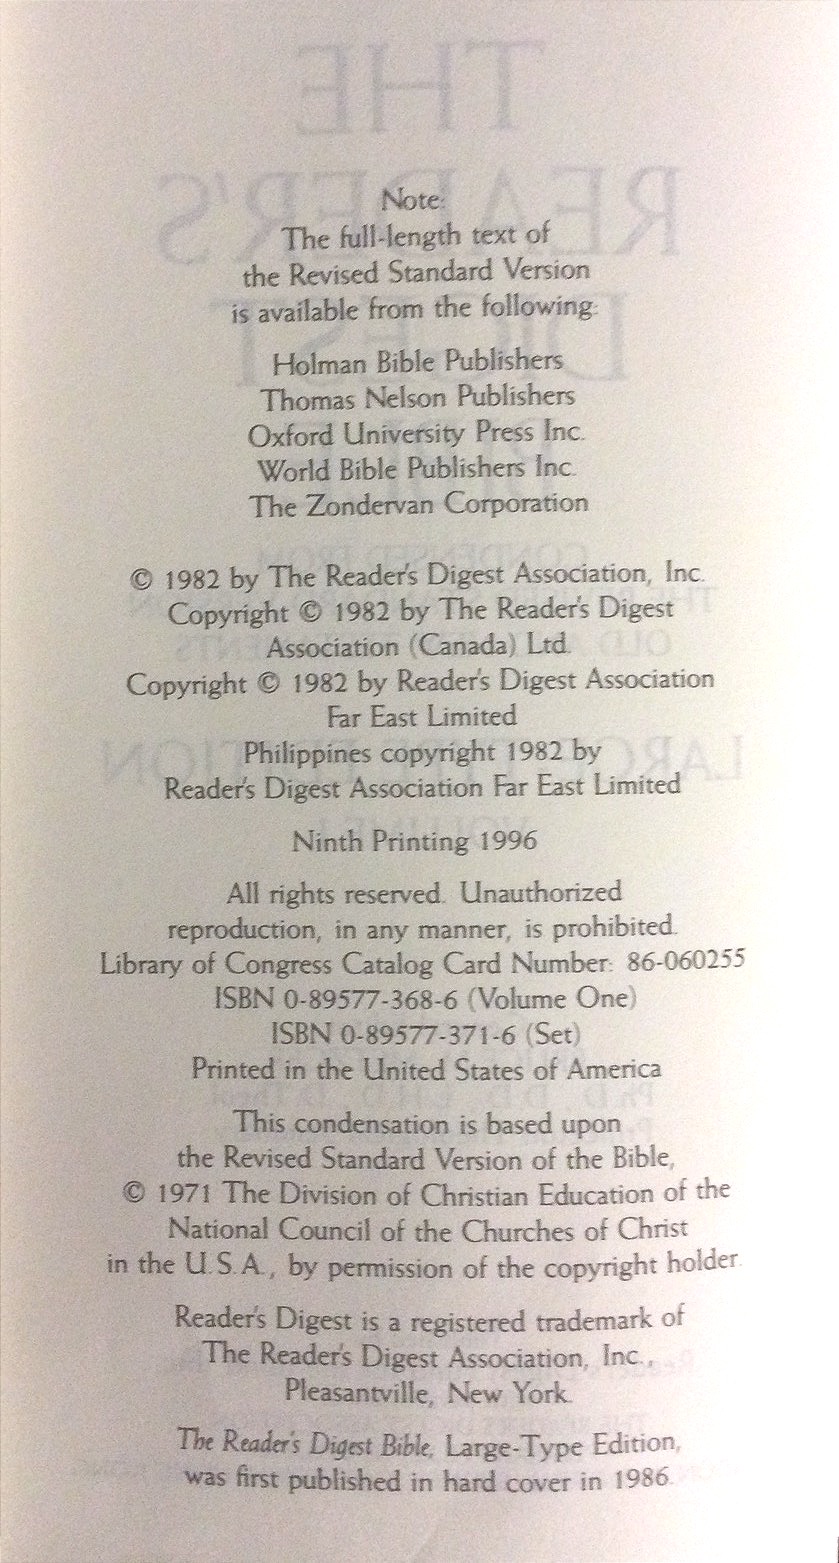 Note:
The full-length text of
the Revised Standard Version
is available from the following:
Holman Bible Publishers
Thomas Nelson Publishers
Oxford University Press Inc.
World Bible Publishers Inc.
The Zondervan Corporation
© 1982 by The Reader's Digest Association, Inc.
Copyright © 1982 by The Reader's Digest
Association (Canada) Ltd.
Copyright © 1982 by Reader's Digest Association
Far East Limited
Philippines copyright 1982 by
Reader's Digest Association Far East Limited
Ninth Printing 1996
All rights reserved. Unauthorized
reproduction, in any manner, is prohibited.
Library of Congress Catalog Card Number: 86-060255
ISBN 0-89577-368-6 (Volume One)
ISBN 0-89577-371-6 (Set)
Printed in the United States of America
This condensation is based upon
the Revised Standard Version of the Bible,
© 1971 The Division of Christian Education of the
National Council of the Churches of Christ
in the U.S.A., by permission of the copyright holder.
Reader's Digest is a registered trademark of
The Reader's Digest Association, Inc.,
Pleasantville, New York.
The Reader's Digest Bible, Large-Type Edition,
was first published in hard cover in 1986.